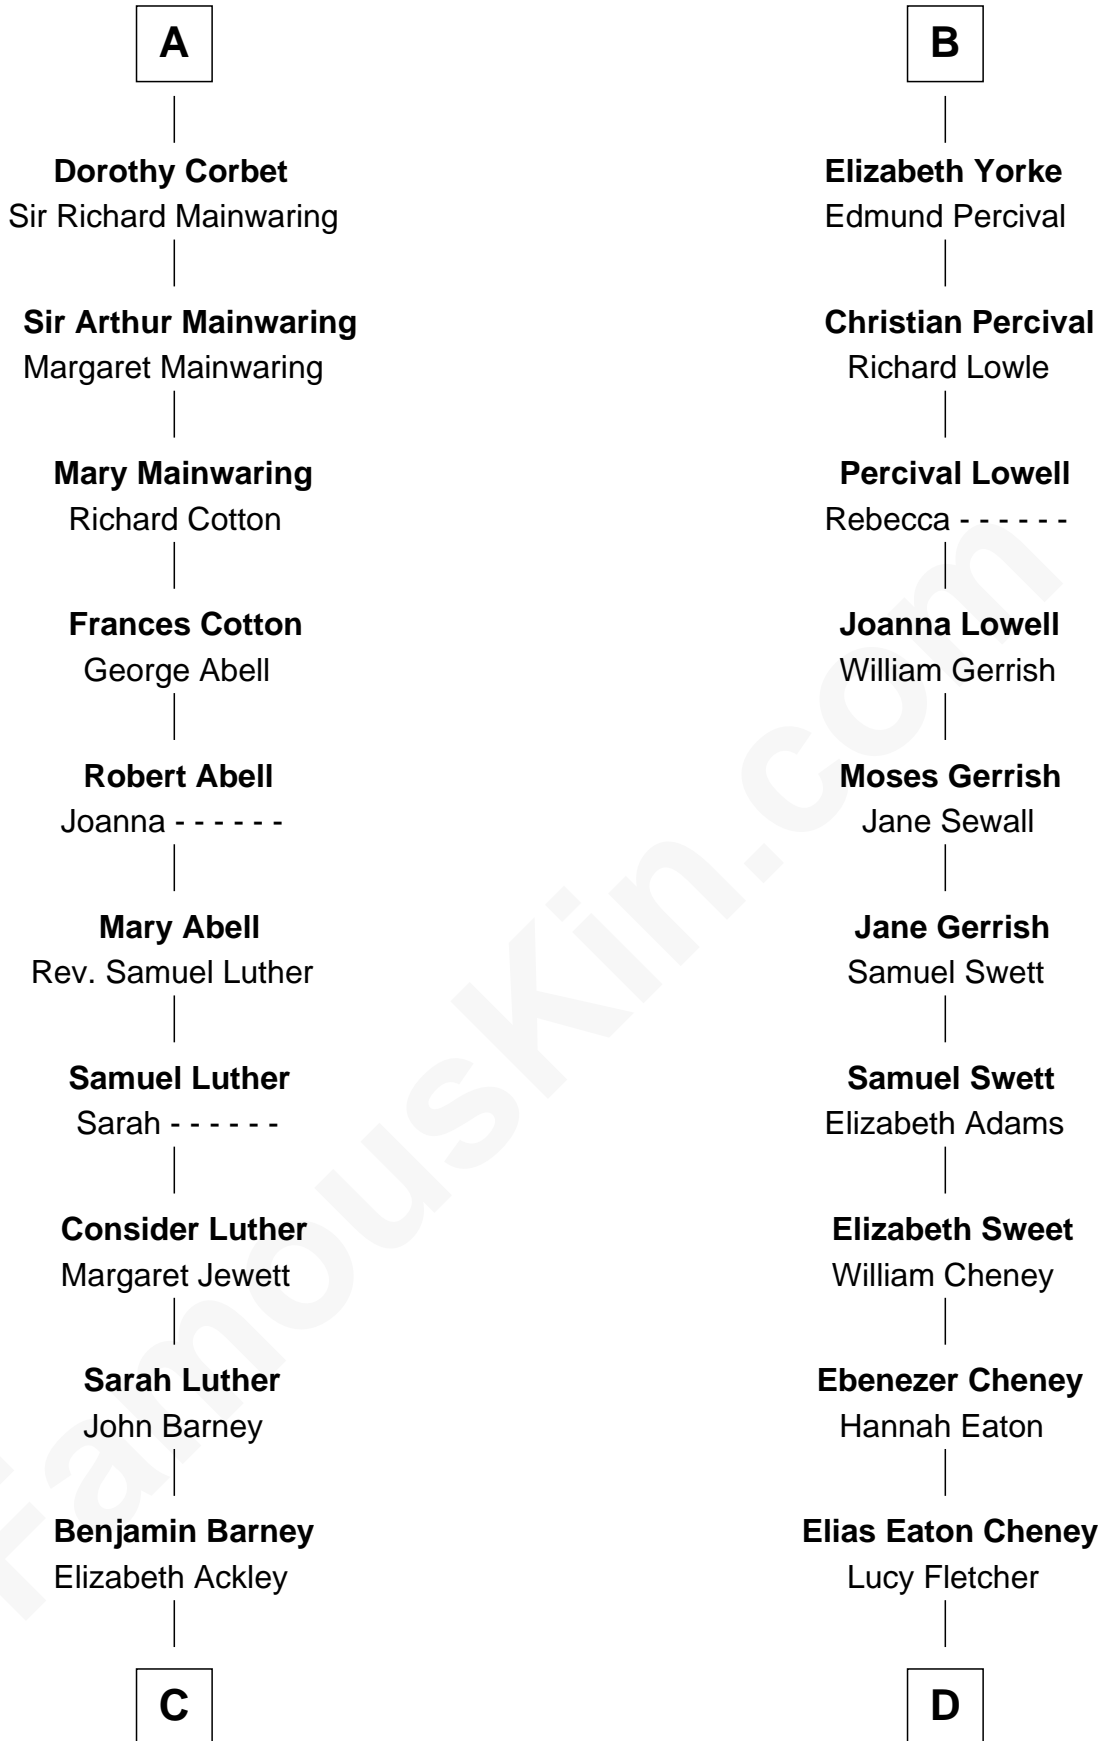 A
Dorothy Corbet
Sir Richard Mainwaring
Sir Arthur Mainwaring
Margaret Mainwaring
Mary Mainwaring
Richard Cotton
Frances Cotton
George Abell
Robert Abell
Joanna - - - - - -
Mary Abell
Rev. Samuel Luther
Samuel Luther
Sarah - - - - - -
Consider Luther
Margaret Jewett
Sarah Luther
John Barney
Benjamin Barney
Elizabeth Ackley
C
B
Elizabeth Yorke
Edmund Percival
Christian Percival
Richard Lowle
Percival Lowell
Rebecca - - - - - -
Joanna Lowell
William Gerrish
Moses Gerrish
Jane Sewall
Jane Gerrish
Samuel Swett
Samuel Swett
Elizabeth Adams
Elizabeth Sweet
William Cheney
Ebenezer Cheney
Hannah Eaton
Elias Eaton Cheney
Lucy Fletcher
D
FamousKin.com